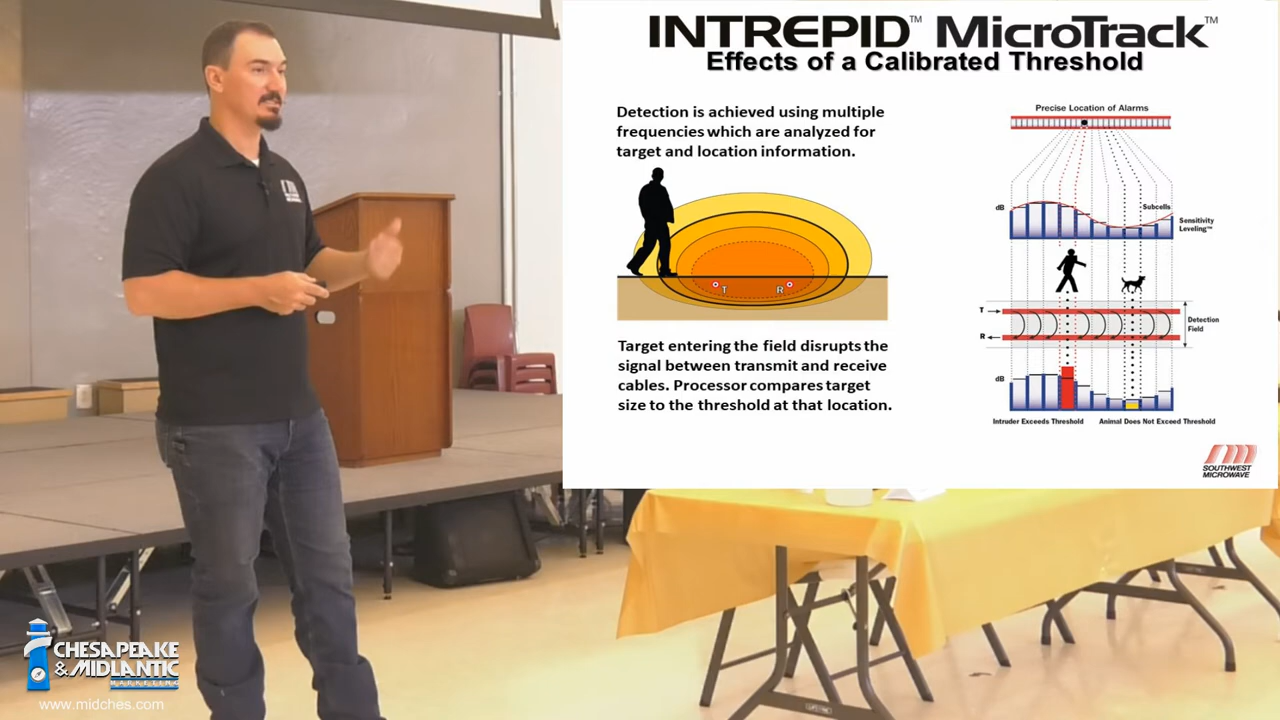 INTREPID™ MicroTrack™
Effects of a Calibrated Threshold
Detection is achieved using multiple
frequencies which are analyzed for
target and location information.
T
R
Target entering the field disrupts the
signal between transmit and receive
cables. Processor compares target
size to the threshold at that location.
Precise Location of Alarms
dB
Subcells
Sensitivity
Leveling™
T
R
Detection
Field
dB
Intruder Exceeds Threshold
Animal Does Not Exceed Threshold
SOUTHWEST
MICROWAVE
CHESAPEAKE
& MIDLANTIC
MARKETING
www.midches.com